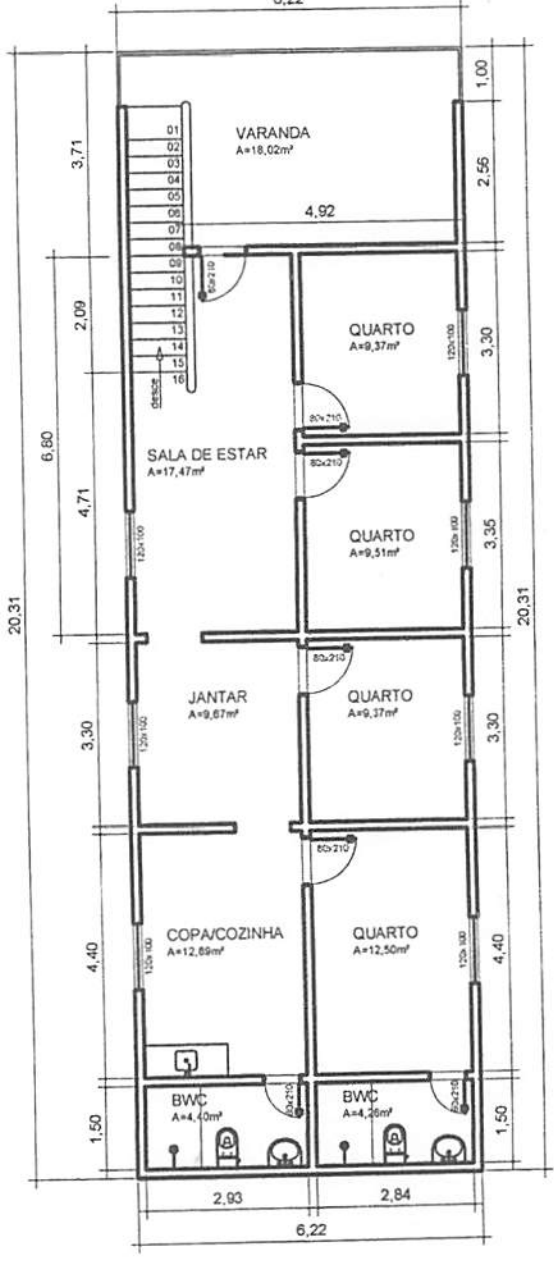 6,22
1,00
3,71
01
02
03
04
05
06
07
08
09
10
11
12
13
14
15
16
VARANDA
A=18,02m²
2,56
4,92
80x210
2,09
desce
QUARTO
A=9,37m²
120x100
3,30
80x210
6,80
SALA DE ESTAR
A=17,47m²
80x210
4,71
120x100
QUARTO
A=9,51m²
120x100
3,35
20,31
20,31
80x210
JANTAR
A=9,67m²
120x100
3,30
QUARTO
A=9,37m²
120x100
3,30
80x210
COPA/COZINHA
A=12,69m²
120x100
4,40
QUARTO
A=12,50m²
120x100
4,40
BWC
A=4,40m²
80x210
1,50
BWC
A=4,26m²
60x210
1,50
2,93
2,84
6,22